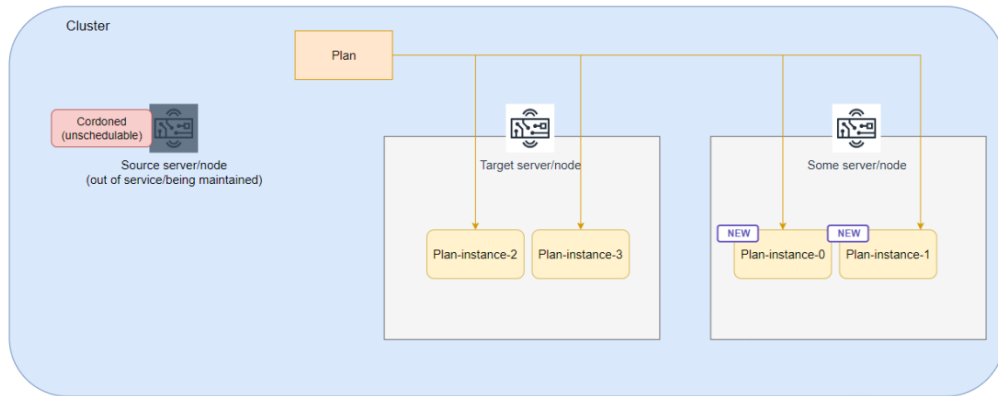 Cluster
Plan
Cordoned
(unschedulable)
Source server/node
(out of service/being maintained)
Target server/node
Some server/node
NEW
NEW
Plan-instance-2
Plan-instance-3
Plan-instance-0
Plan-instance-1